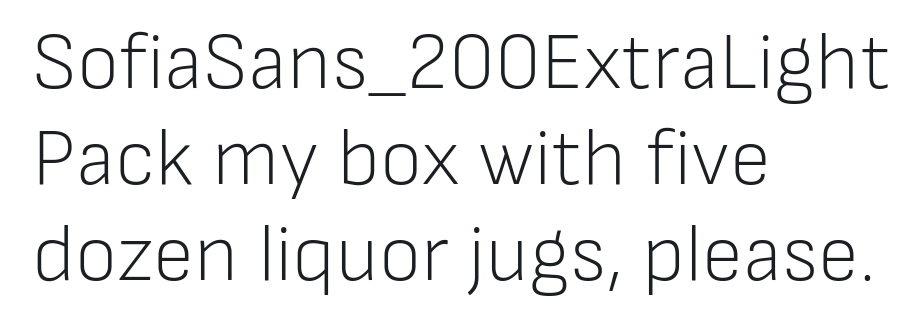 SofiaSans_200ExtraLight
Pack my box with five
dozen liquor jugs, please.